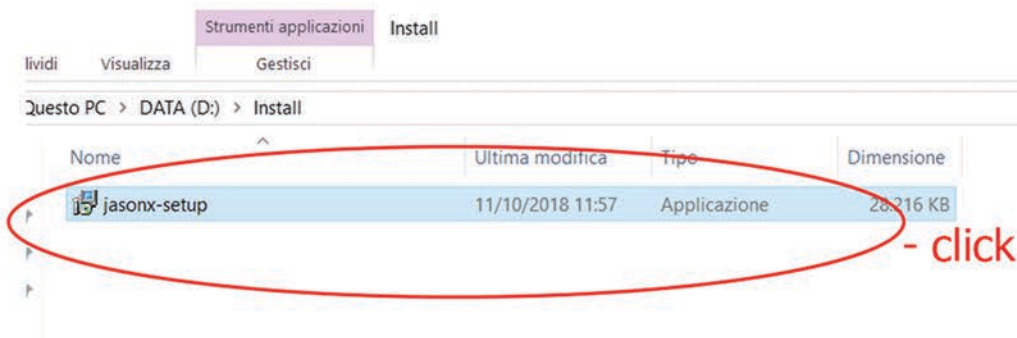 Strumenti applicazioni Install
lividi Visualizza Gestisci
Questo PC > DATA (D:) > Install
Nome Ultima modifica Tipo Dimensione
jasonx-setup 11/10/2018 11:57 Applicazione 28.216 KB
- click